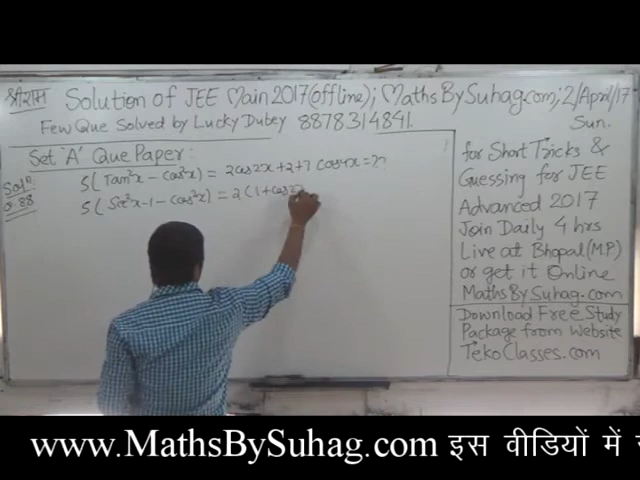 श्रीराम Solution of JEE Main 2017 (offline); MathsBySuhag.com; 2/April/17
Few Que Solved by Lucky Dubey 8878314841. Sun.
Set 'A' Que Paper:
Soln
Q.88
5(Tan²x - Cos²x) = 2cos2x+2+7 Cos4x = ??
5(Sec²x-1-Cos²x) = 2(1+cos2x
for Short Tricks &
Guessing for JEE
Advanced 2017
Join Daily 4 hrs
Live at Bhopal (M.P)
or get it Online
MathsBySuhag.com
Download Free Study
Package from Website
TekoClasses.com
www.MathsBySuhag.com इस वीडियों में